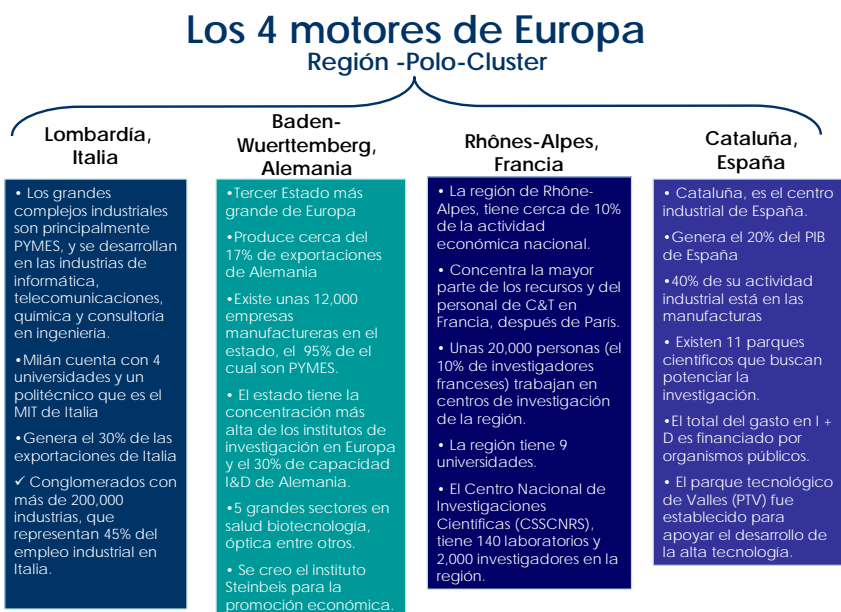 Los 4 motores de Europa
Región -Polo-Cluster
Lombardía,
Italia
• Los grandes
complejos industriales
son principalmente
PYMES, y se desarrollan
en las industrias de
informática,
telecomunicaciones,
química y consultoría
en ingeniería.
•Milán cuenta con 4
universidades y un
politécnico que es el
MIT de Italia
•Genera el 30% de las
exportaciones de Italia
✓ Conglomerados con
más de 200,000
industrias, que
representan 45% del
empleo industrial en
Italia.
Baden-
Wuerttemberg,
Alemania
•Tercer Estado más
grande de Europa
•Produce cerca del
17% de exportaciones
de Alemania
•Existe unas 12,000
empresas
manufactureras en el
estado, el 95% de el
cual son PYMES.
• El estado tiene la
concentración más
alta de los institutos de
investigación en Europa
y el 30% de capacidad
I&D de Alemania.
•5 grandes sectores en
salud biotecnología,
óptica entre otros.
• Se creo el instituto
Steinbeis para la
promoción económica.
Rhônes-Alpes,
Francia
• La región de Rhône-
Alpes, tiene cerca de 10%
de la actividad
económica nacional.
• Concentra la mayor
parte de los recursos y del
personal de C&T en
Francia, después de París.
• Unas 20,000 personas (el
10% de investigadores
franceses) trabajan en
centros de investigación
de la región.
• La región tiene 9
universidades.
• El Centro Nacional de
Investigaciones
Científicas (CSSCNRS),
tiene 140 laboratorios y
2,000 investigadores en la
región.
Cataluña,
España
• Cataluña, es el centro
industrial de España.
•Genera el 20% del PIB
de España
•40% de su actividad
industrial está en las
manufacturas
• Existen 11 parques
científicos que buscan
potenciar la
investigación.
•El total del gasto en I +
D es financiado por
organismos públicos.
• El parque tecnológico
de Valles (PTV) fue
establecido para
apoyar el desarrollo de
la alta tecnología.